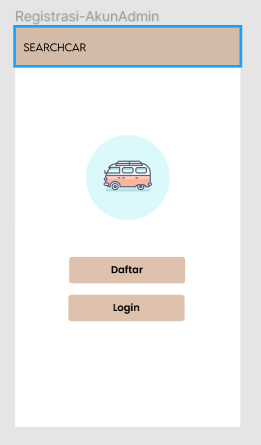 Registrasi-AkunAdmin
SEARCHCAR
Daftar
Login